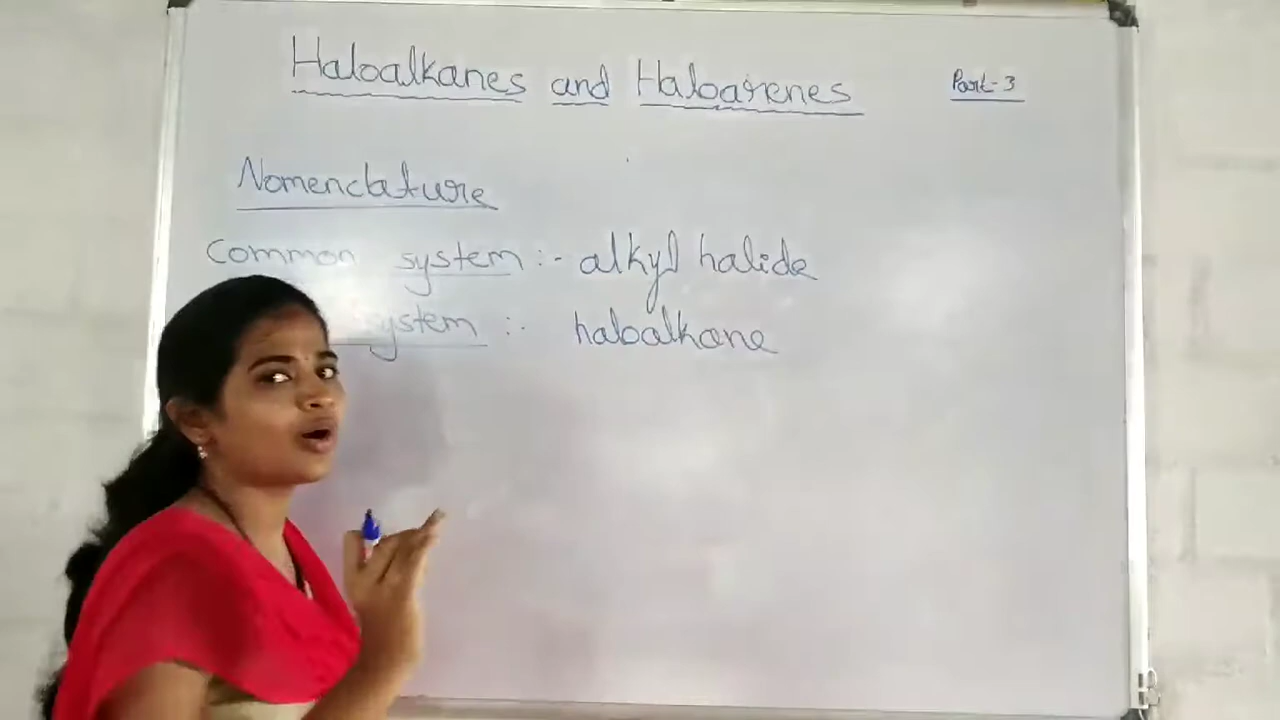 Haloalkanes and Haloarenes
Part-3
Nomenclature
Common system :- alkyl halide
system :- haloalkane